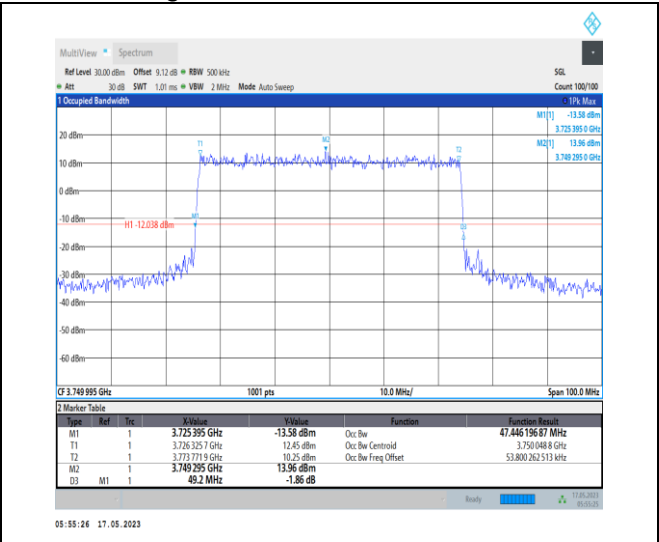 MultiView Spectrum
Ref Level 30.00 dBm Offset 9.12 dB RBW 500 kHz SGL
Att 30 dB SWT 1.01 ms VBW 2 MHz Mode Auto Sweep Count 100/100
1 Occupied Bandwidth 1Pk Max
M1[1] -13.58 dBm
3.725 395 0 GHz
M2[1] 13.96 dBm
3.749 295 0 GHz
20 dBm
T1
M2
T2
10 dBm
0 dBm
-10 dBm
M1
H1 -12.038 dBm
D3
-20 dBm
-30 dBm
-40 dBm
-50 dBm
-60 dBm
CF 3.749 995 GHz 1001 pts 10.0 MHz/ Span 100.0 MHz
2 Marker Table
Type Ref Trc X-Value Y-Value Function Function Result
M1 1 3.725 395 GHz -13.58 dBm Occ Bw 47.446 196 87 MHz
T1 1 3.726 325 7 GHz 12.45 dBm Occ Bw Centroid 3.750 048 8 GHz
T2 1 3.773 771 9 GHz 10.25 dBm Occ Bw Freq Offset 53.800 262 513 kHz
M2 1 3.749 295 GHz 13.96 dBm
D3 M1 1 49.2 MHz -1.86 dB
Ready 17.05.2023
05:55:25
05:55:26 17.05.2023